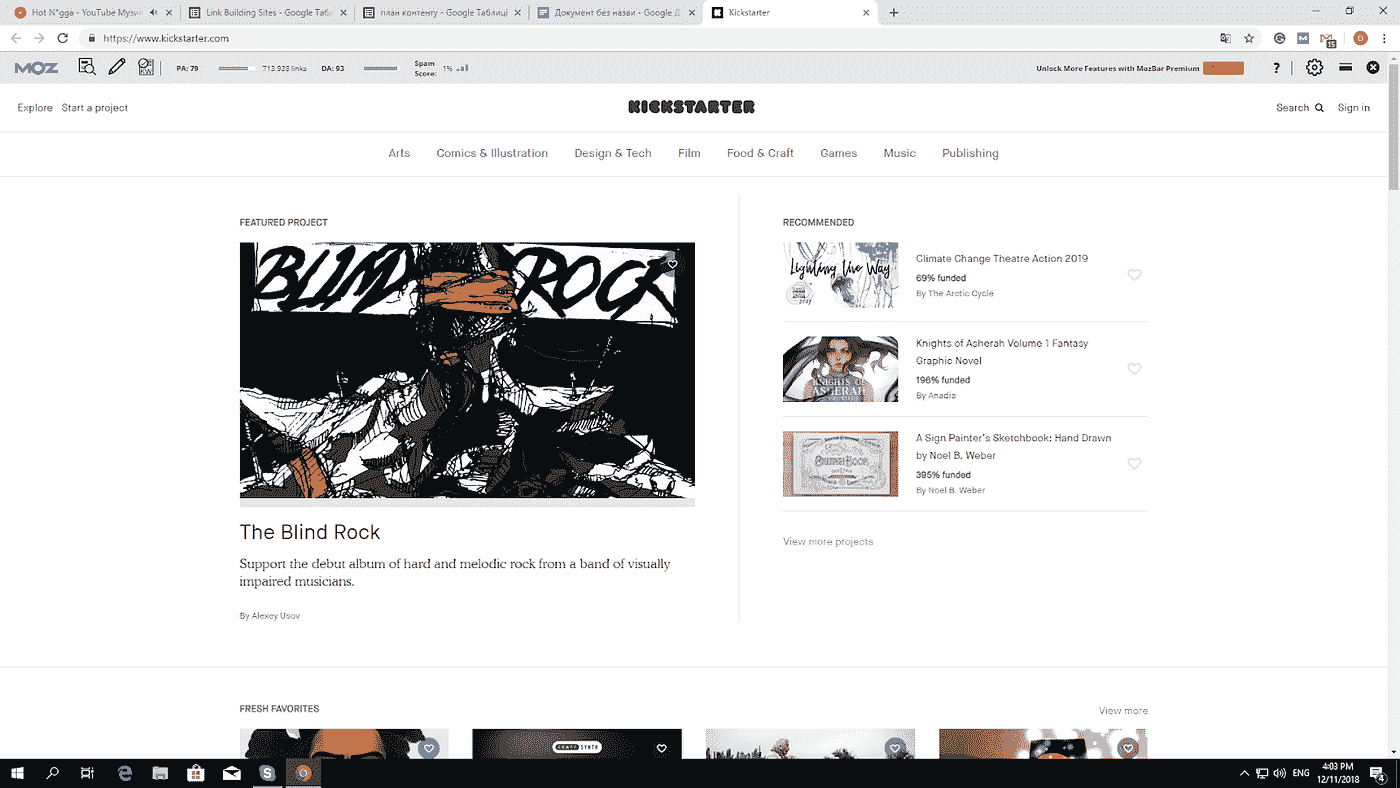 Hot N*gga - YouTube Музик
Link Building Sites - Google Табл
план контенту - Google Таблиці
Документ без назви - Google Д
Kickstarter
https://www.kickstarter.com
15
D
MOZ
KW
PA: 79
713 928 links
DA: 93
Spam
Score:
1%
Unlock More Features with MozBar Premium
?
Explore
Start a project
KICKSTARTER
Search
Sign in
Arts
Comics & Illustration
Design & Tech
Film
Food & Craft
Games
Music
Publishing
FEATURED PROJECT
BLIND ROCK
The Blind Rock
Support the debut album of hard and melodic rock from a band of visually
impaired musicians.
By Alexey Usov
RECOMMENDED
Lighting the Way
Climate Change Theatre Action 2019
69% funded
By The Arctic Cycle
KNIGHTS OF
ASHERAH
Knights of Asherah Volume 1 Fantasy
Graphic Novel
196% funded
By Anadia
A Sign Painter's Sketchbook: Hand Drawn
by Noel B. Weber
395% funded
By Noel B. Weber
View more projects
FRESH FAVORITES
View more
CRAFT SYNTH
ENG
4:03 PM
12/11/2018
4